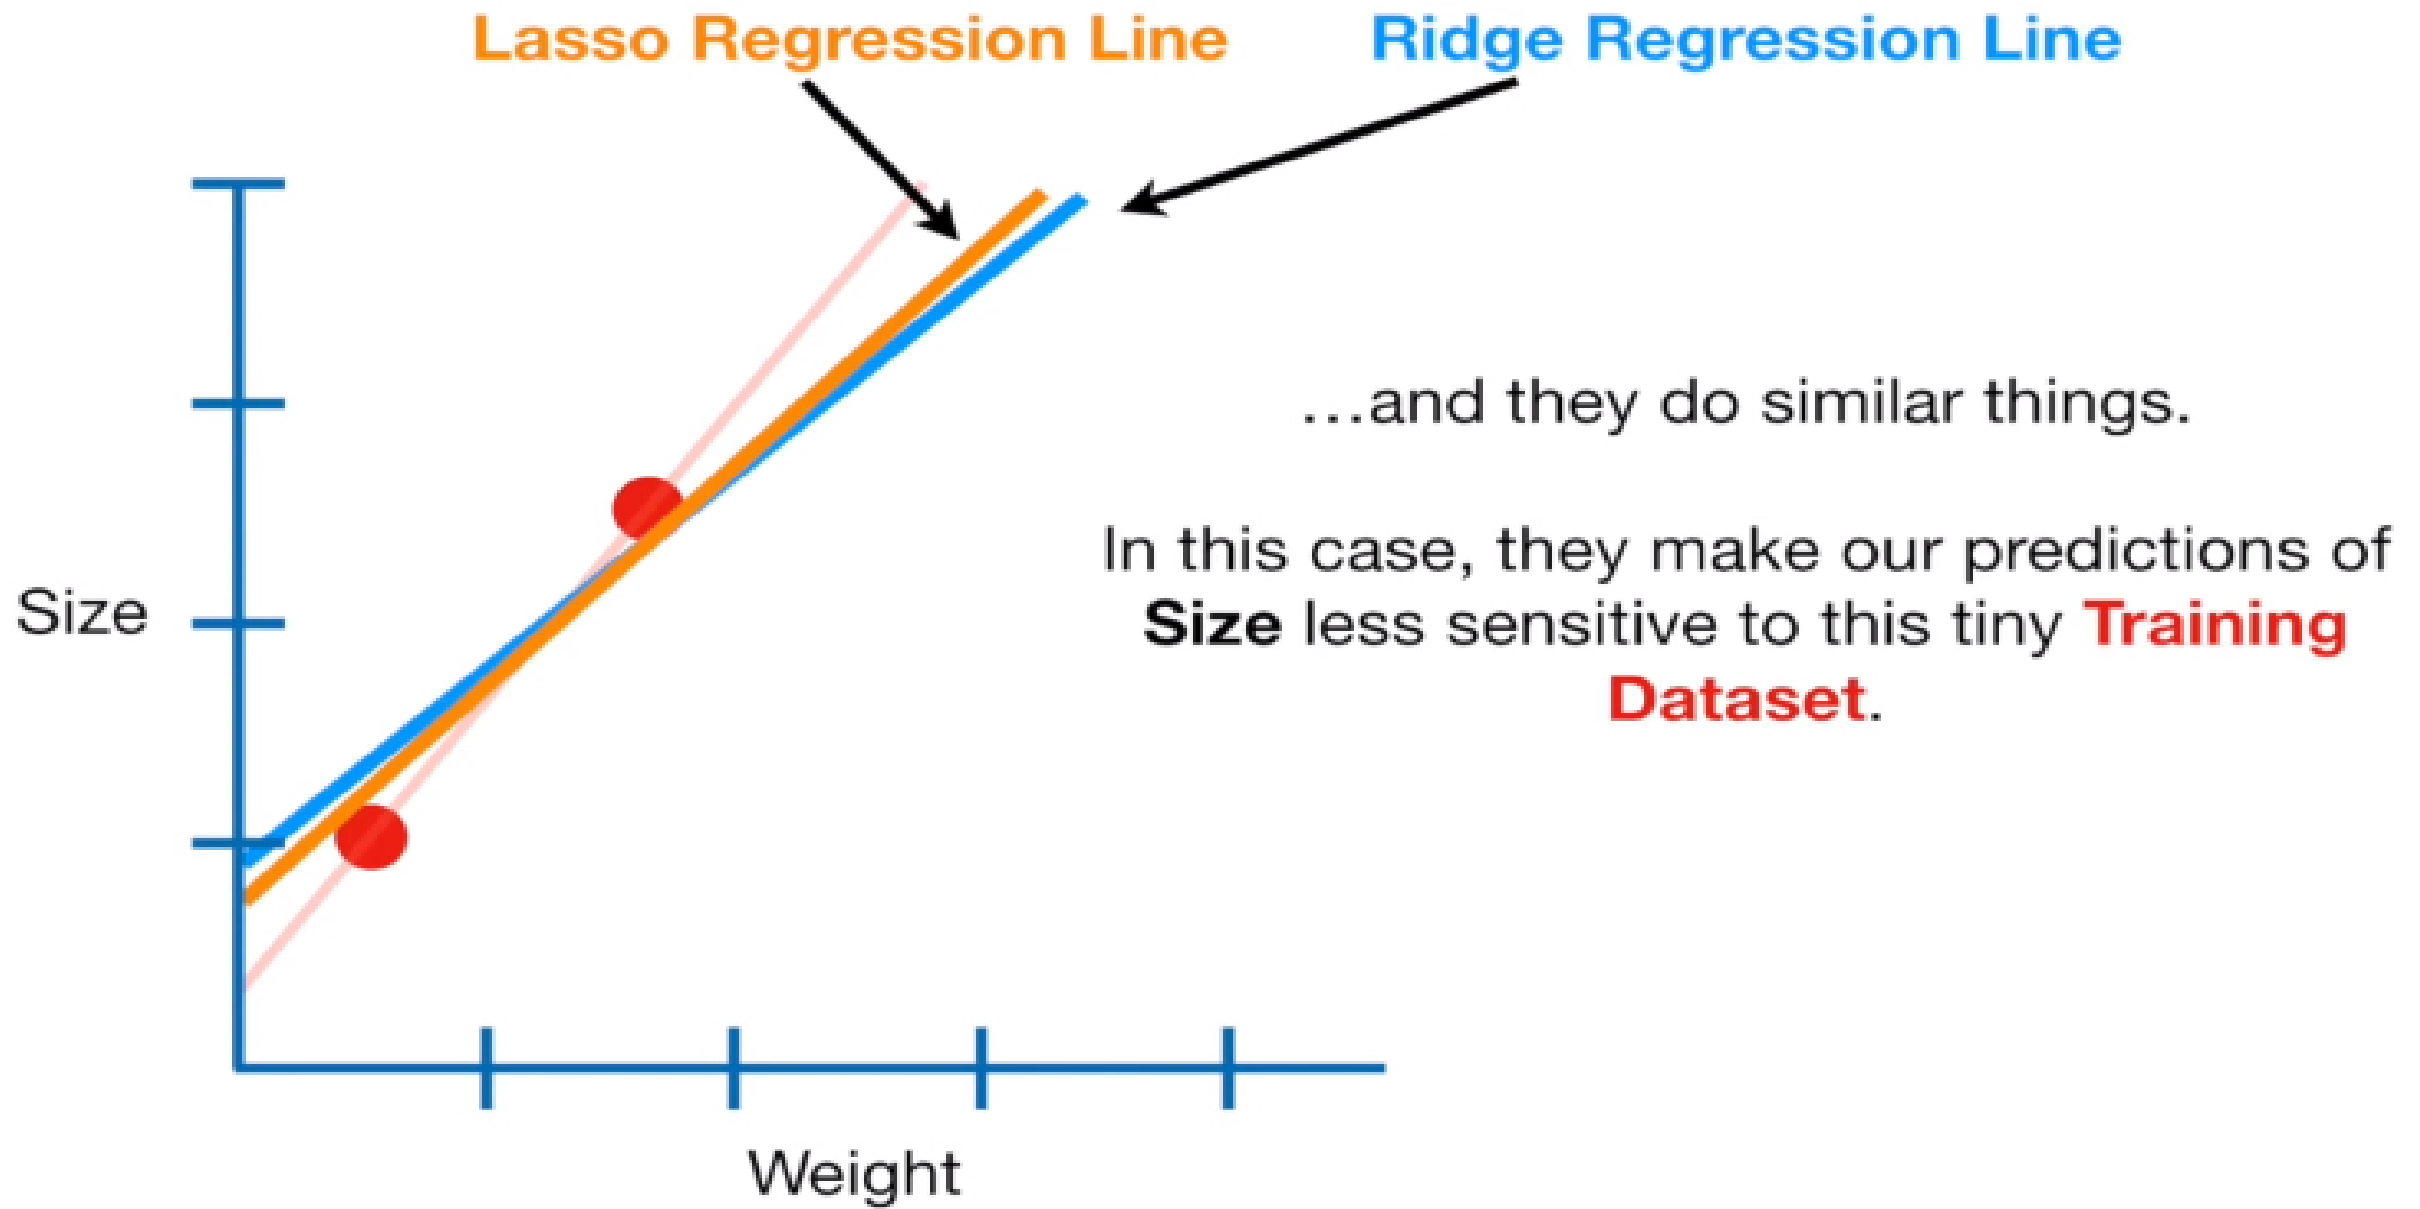 Lasso Regression Line
Ridge Regression Line
…and they do similar things.
In this case, they make our predictions of
Size less sensitive to this tiny Training
Dataset.
Size
Weight